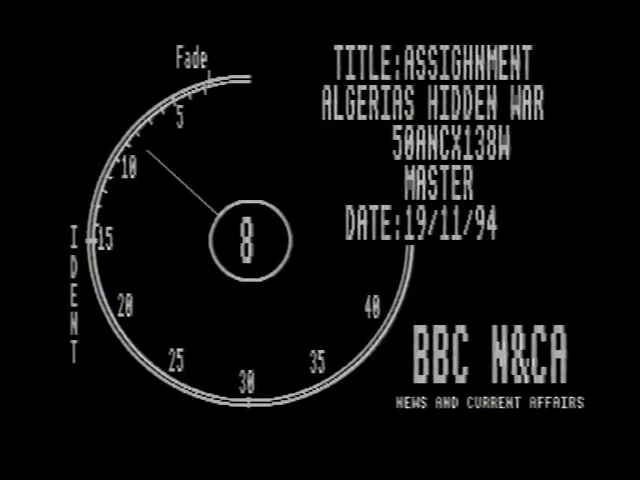 Fade
TITLE:ASSIGHNMENT
ALGERIAS HIDDEN WAR
50ANCX138W
MASTER
DATE:19/11/94
5
10
15
20
25
30
35
40
8
IDENT
BBC N&CA
NEWS AND CURRENT AFFAIRS